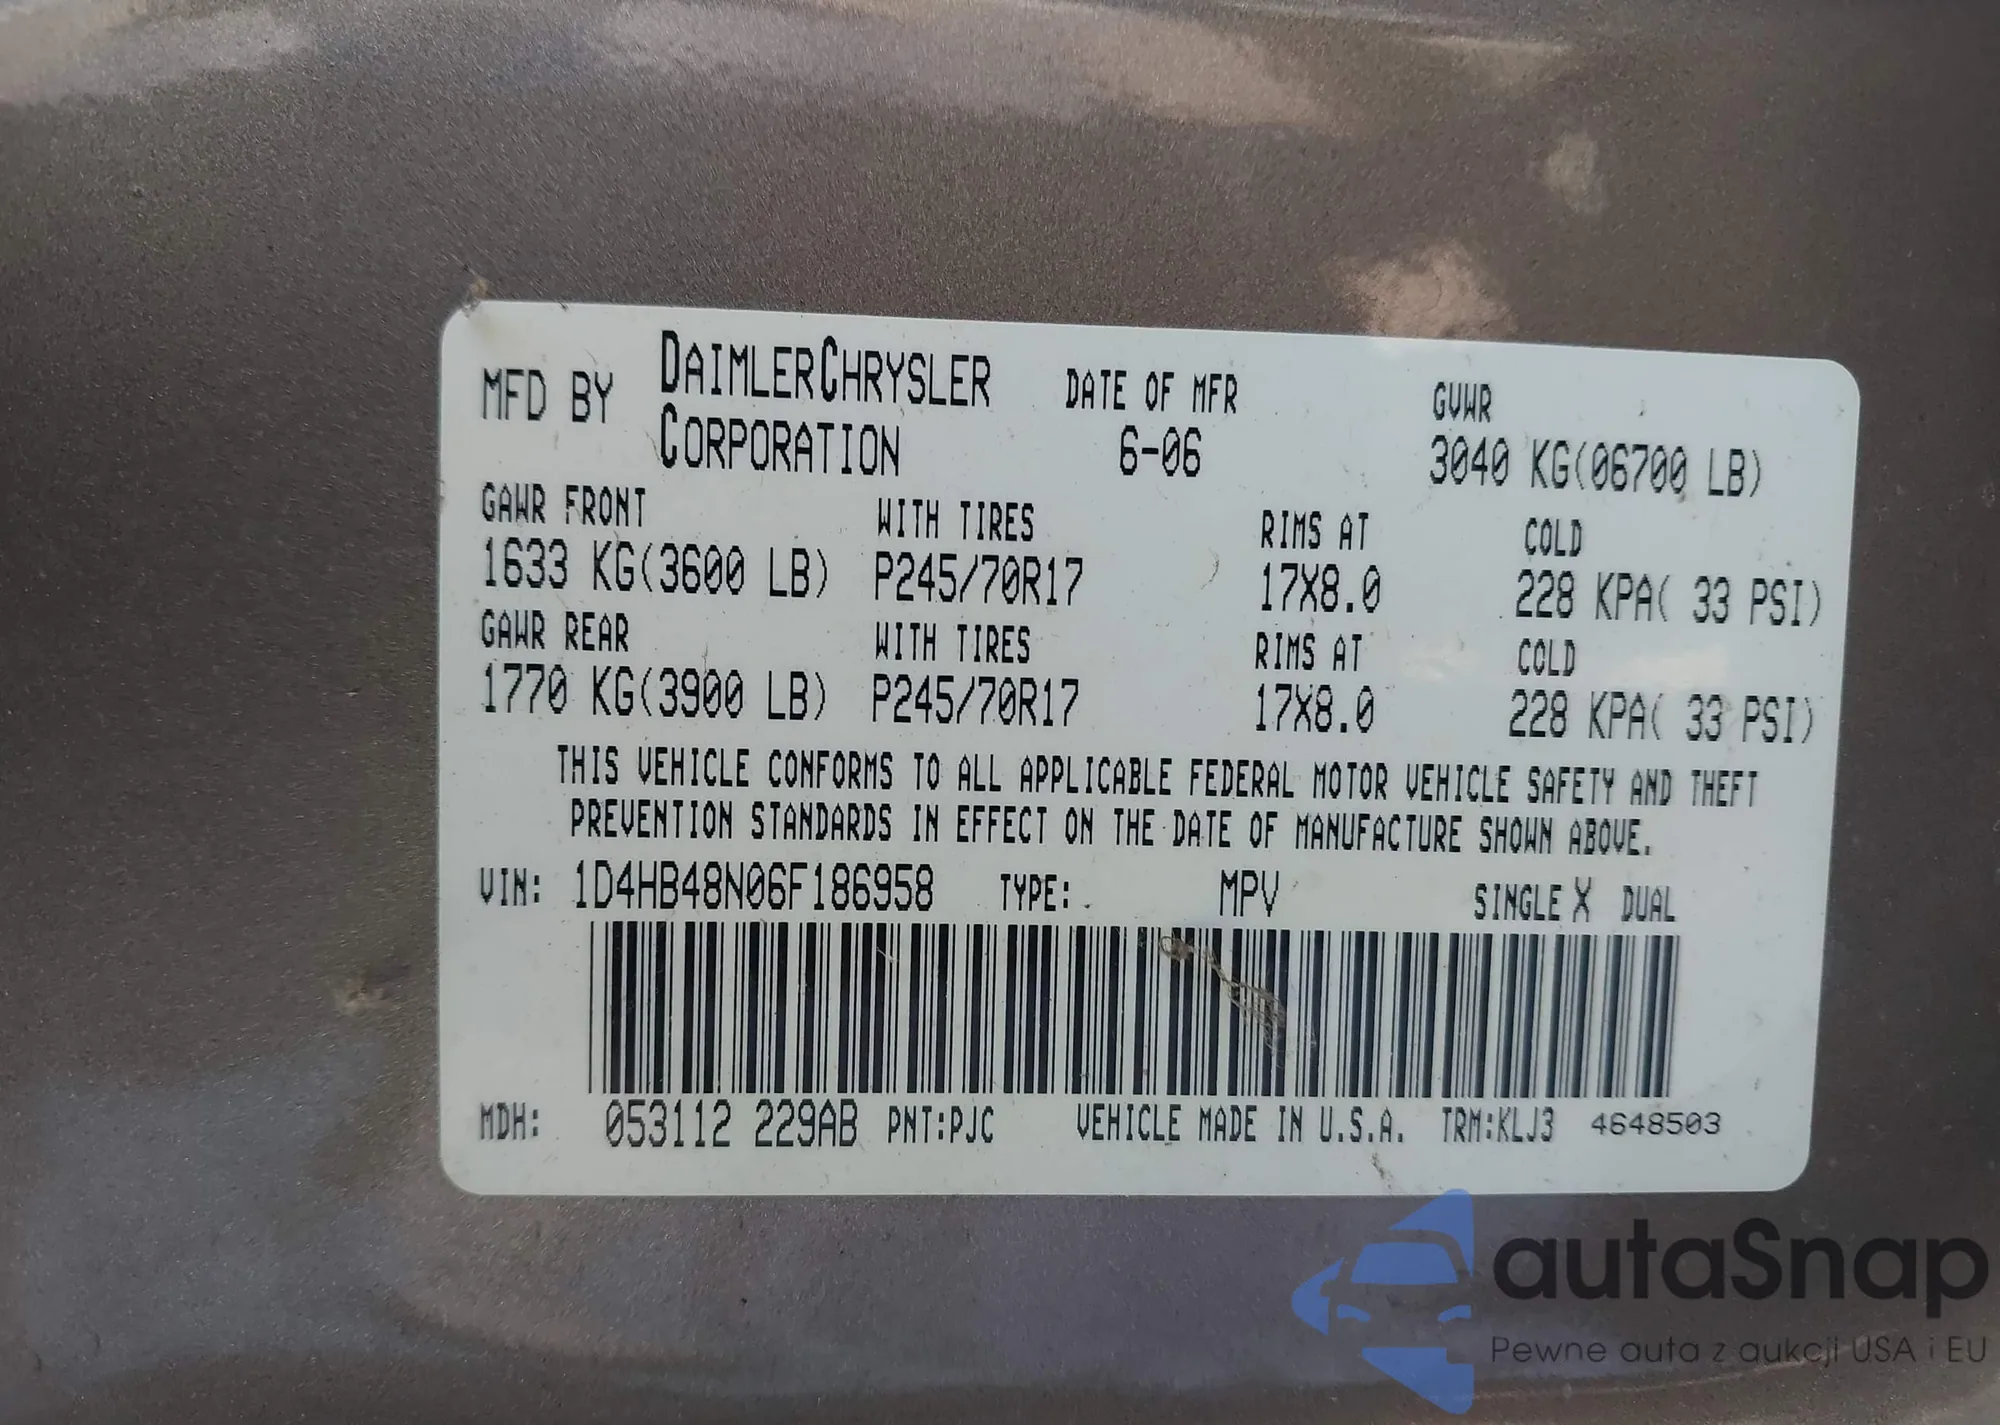 MFD BY DAIMLERCHRYSLER CORPORATION DATE OF MFR 6-06 GVWR 3040 KG(06700 LB)
GAWR FRONT WITH TIRES RIMS AT COLD
1633 KG(3600 LB) P245/70R17 17X8.0 228 KPA( 33 PSI)
GAWR REAR WITH TIRES RIMS AT COLD
1770 KG(3900 LB) P245/70R17 17X8.0 228 KPA( 33 PSI)
THIS VEHICLE CONFORMS TO ALL APPLICABLE FEDERAL MOTOR VEHICLE SAFETY AND THEFT
PREVENTION STANDARDS IN EFFECT ON THE DATE OF MANUFACTURE SHOWN ABOVE.
VIN: 1D4HB48N06F186958 TYPE: MPV SINGLE X DUAL
MDH: 053112 229AB PNT:PJC VEHICLE MADE IN U.S.A. TRM:KLJ3 4648503
autaSnap
Pewne auta z aukcji USA i EU